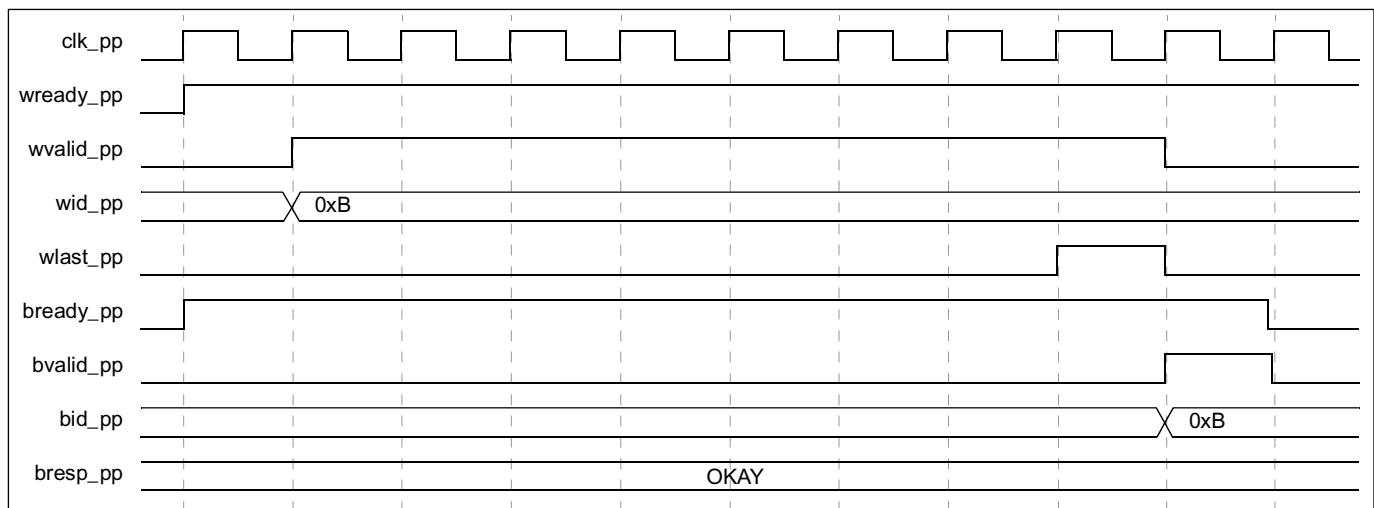 clk_pp
wready_pp
wvalid_pp
wid_pp 0xB
wlast_pp
bready_pp
bvalid_pp
bid_pp 0xB
bresp_pp OKAY